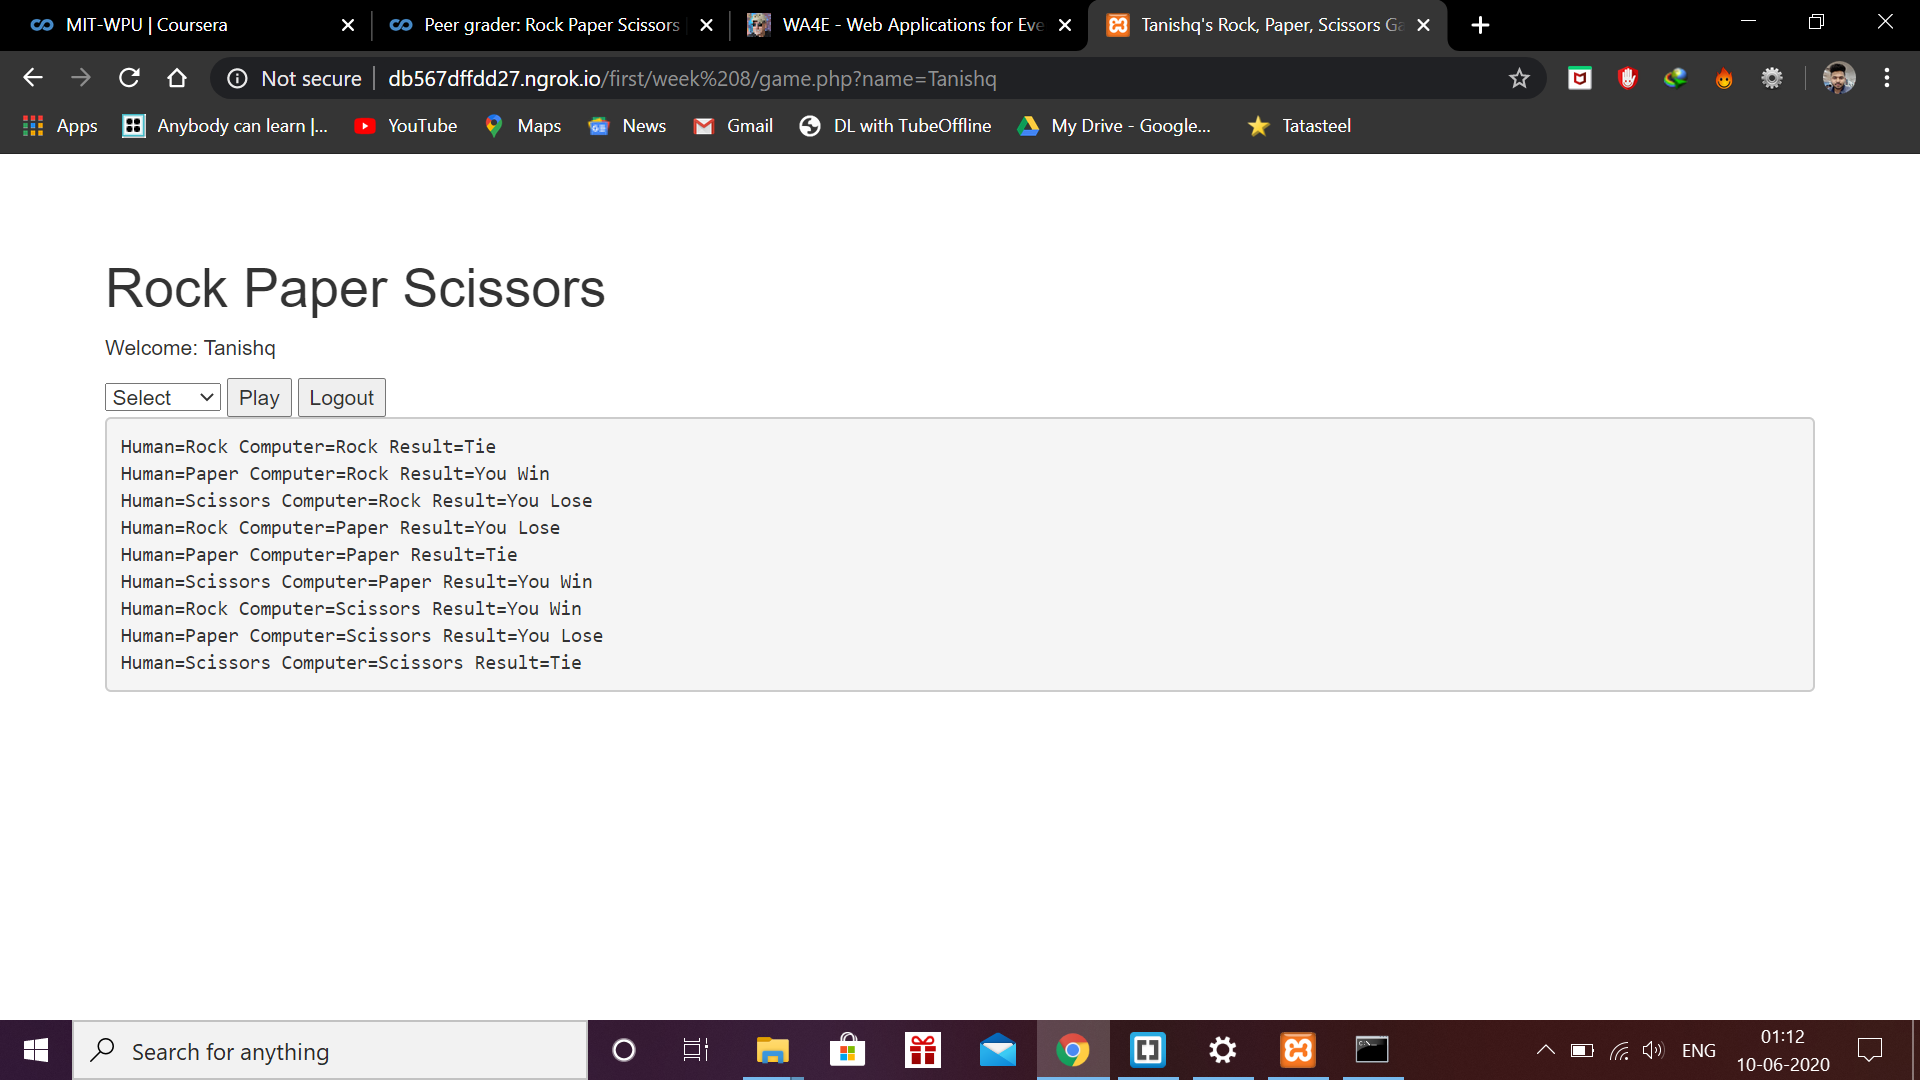 MIT-WPU | Coursera
Peer grader: Rock Paper Scissors
WA4E - Web Applications for Eve
Tanishq's Rock, Paper, Scissors Ga
Not secure
db567dffdd27.ngrok.io/first/week%208/game.php?name=Tanishq
Apps
Anybody can learn |...
YouTube
Maps
News
Gmail
DL with TubeOffline
My Drive - Google...
Tatasteel
Rock Paper Scissors
Welcome: Tanishq
Select Play Logout
Human=Rock Computer=Rock Result=Tie
Human=Paper Computer=Rock Result=You Win
Human=Scissors Computer=Rock Result=You Lose
Human=Rock Computer=Paper Result=You Lose
Human=Paper Computer=Paper Result=Tie
Human=Scissors Computer=Paper Result=You Win
Human=Rock Computer=Scissors Result=You Win
Human=Paper Computer=Scissors Result=You Lose
Human=Scissors Computer=Scissors Result=Tie
Search for anything
ENG
01:12
10-06-2020